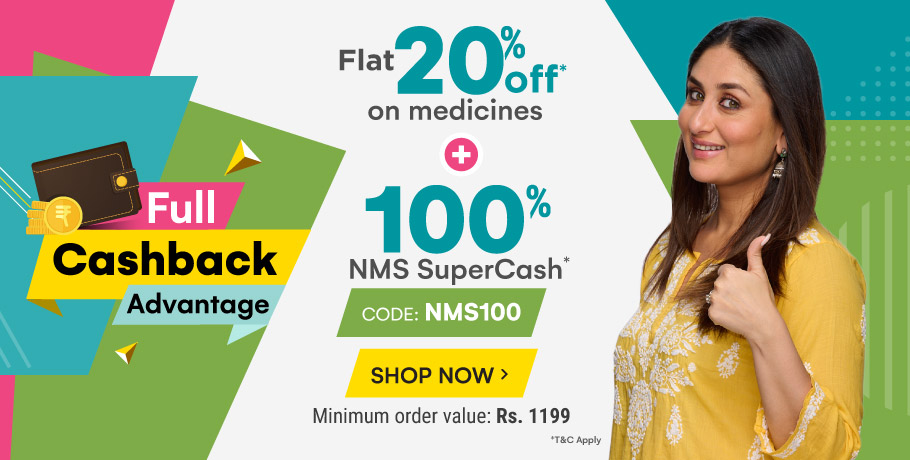 Full
Cashback
Advantage
Flat 20% off*
on medicines
+
100%
NMS SuperCash*
CODE: NMS100
SHOP NOW >
Minimum order value: Rs. 1199
*T&C Apply
₹